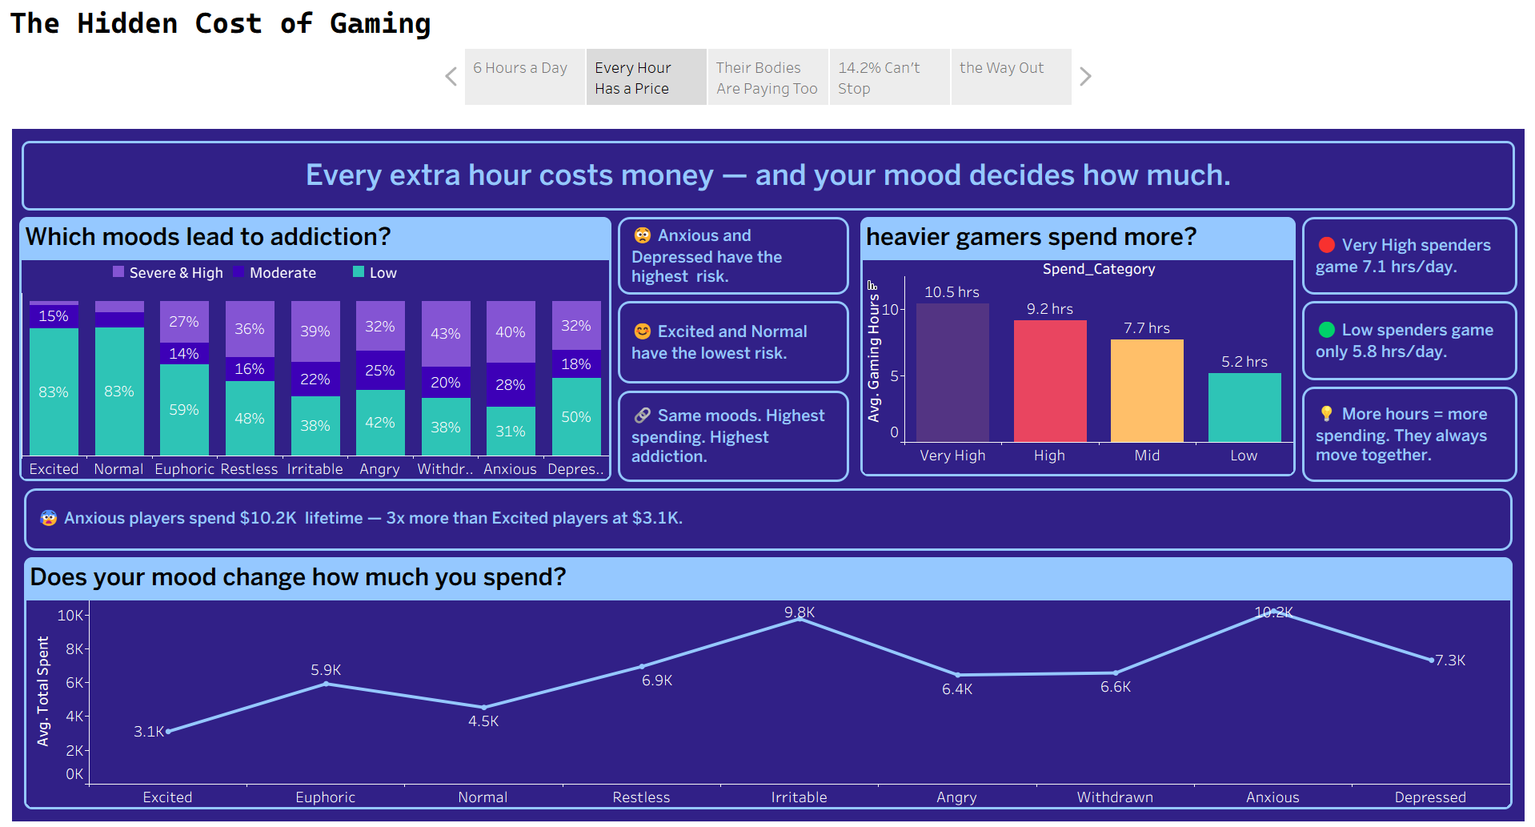 The Hidden Cost of Gaming
6 Hours a Day
Every Hour
Has a Price
Their Bodies
Are Paying Too
14.2% Can't
Stop
the Way Out
Every extra hour costs money — and your mood decides how much.
Which moods lead to addiction?
Severe & High
Moderate
Low
15%
83%
83%
27%
14%
59%
36%
16%
48%
39%
22%
38%
32%
25%
42%
43%
20%
38%
40%
28%
31%
32%
18%
50%
Excited
Normal
Euphoric
Restless
Irritable
Angry
Withdr..
Anxious
Depres..
😨 Anxious and
Depressed have the
highest risk.
😊 Excited and Normal
have the lowest risk.
🔗 Same moods. Highest
spending. Highest
addiction.
heavier gamers spend more?
Spend_Category
Avg. Gaming Hours P
10
5
0
10.5 hrs
9.2 hrs
7.7 hrs
5.2 hrs
Very High
High
Mid
Low
🔴 Very High spenders
game 7.1 hrs/day.
🟢 Low spenders game
only 5.8 hrs/day.
💡 More hours = more
spending. They always
move together.
😰 Anxious players spend $10.2K lifetime — 3x more than Excited players at $3.1K.
Does your mood change how much you spend?
Avg. Total Spent
10K
8K
6K
4K
2K
0K
3.1K
5.9K
4.5K
6.9K
9.8K
6.4K
6.6K
10.2K
7.3K
Excited
Euphoric
Normal
Restless
Irritable
Angry
Withdrawn
Anxious
Depressed